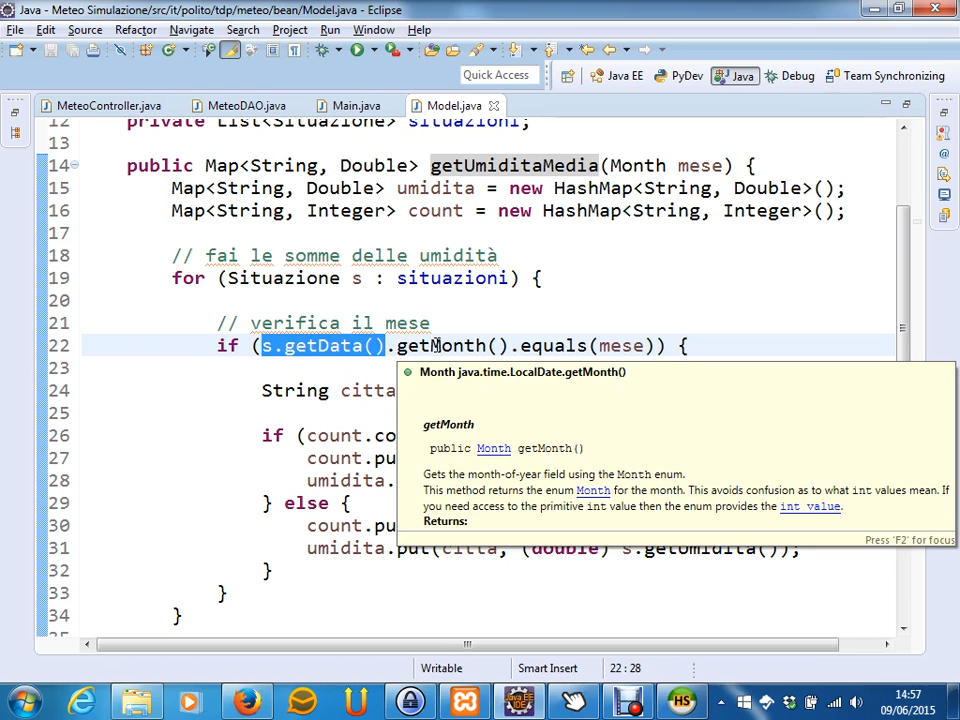 Java - Meteo Simulazione/src/it/polito/tdp/meteo/bean/Model.java - Eclipse
File Edit Source Refactor Navigate Search Project Run Window Help
Quick Access Java EE PyDev Java Debug Team Synchronizing
MeteoController.java MeteoDAO.java Main.java Model.java
12 private List<Situazione> situazioni;
13
14 public Map<String, Double> getUmiditaMedia(Month mese) {
15 Map<String, Double> umidita = new HashMap<String, Double>();
16 Map<String, Integer> count = new HashMap<String, Integer>();
17
18 // fai le somme delle umidità
19 for (Situazione s : situazioni) {
20
21 // verifica il mese
22 if (s.getData().getMonth().equals(mese)) {
Month java.time.LocalDate.getMonth()
24 String citta
25
getMonth
26 if (count.co
public Month getMonth()
27 count.pu
Gets the month-of-year field using the Month enum.
28 umidita.
This method returns the enum Month for the month. This avoids confusion as to what int values mean. If
29 } else {
you need access to the primitive int value then the enum provides the int value.
30 count.pu
Returns:
Press 'F2' for focus
31 umidita.put(citta, (double) s.getUmidita());
32 }
33 }
34 }
Writable Smart Insert 22 : 28
14:57
09/06/2015